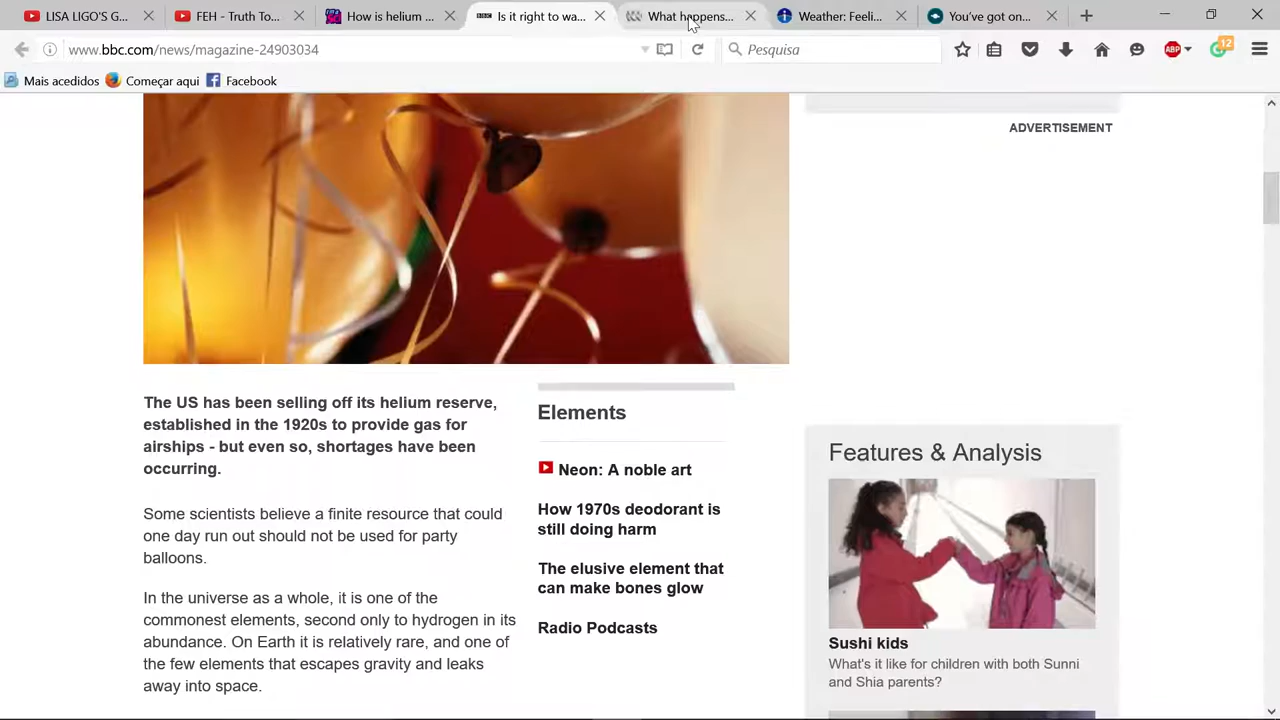 LISA LIG'S G...
FEH - Truth To...
How is helium ...
BBC Is it right to wa...
What happens...
Weather: Feeli...
You've got on...
www.bbc.com/news/magazine-24903034
Pesquisa
ABP
12
Mais acedidos Começar aqui Facebook
ADVERTISEMENT
The US has been selling off its helium reserve,
established in the 1920s to provide gas for
airships - but even so, shortages have been
occurring.
Some scientists believe a finite resource that could
one day run out should not be used for party
balloons.
In the universe as a whole, it is one of the
commonest elements, second only to hydrogen in its
abundance. On Earth it is relatively rare, and one of
the few elements that escapes gravity and leaks
away into space.
Elements
Neon: A noble art
How 1970s deodorant is
still doing harm
The elusive element that
can make bones glow
Radio Podcasts
Features & Analysis
Sushi kids
What's it like for children with both Sunni
and Shia parents?